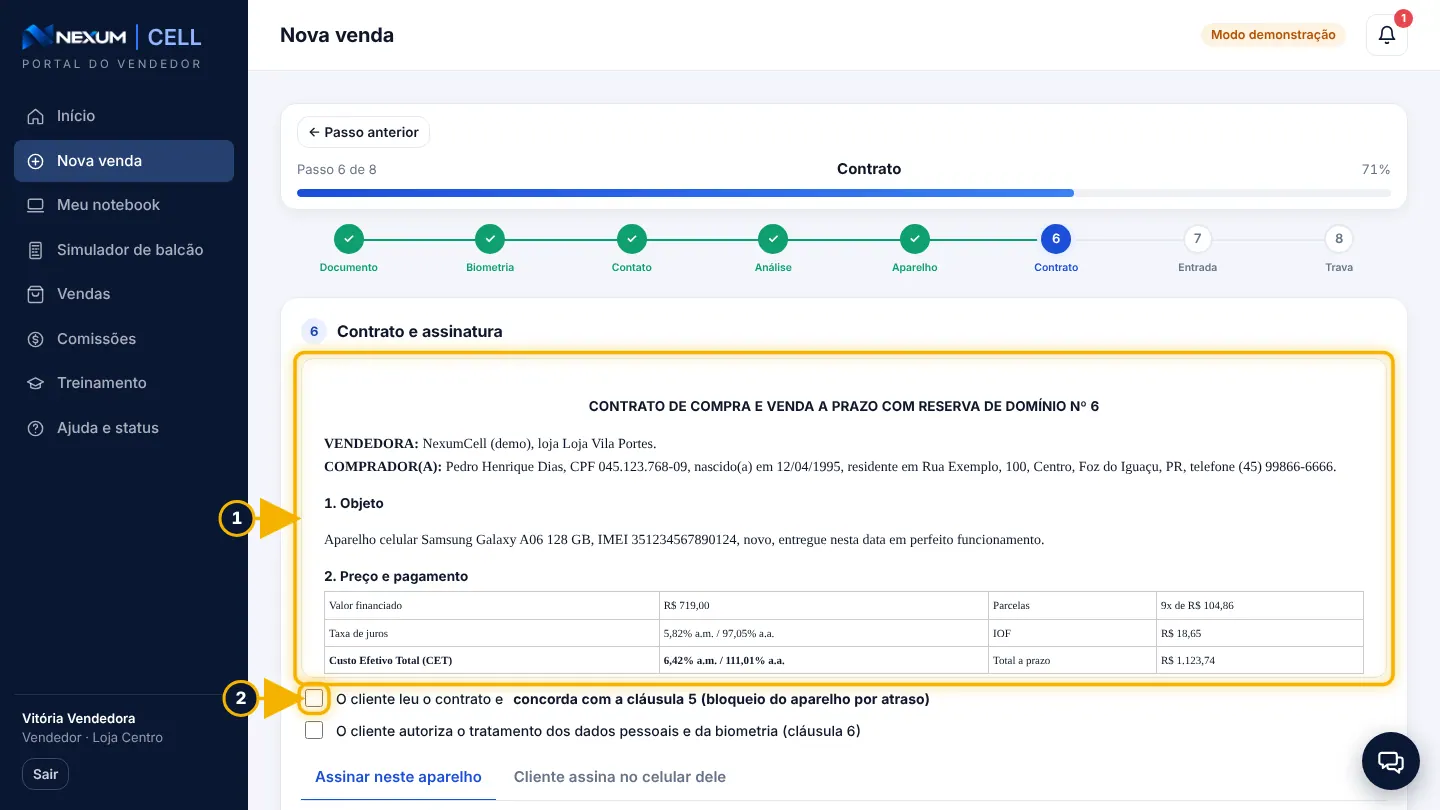 NEXUM | CELL
PORTAL DO VENDEDOR
Início
Nova venda
Meu notebook
Simulador de balcão
Vendas
Comissões
Treinamento
Ajuda e status
Vitória Vendedora
Vendedor · Loja Centro
Sair
Nova venda
Modo demonstração
1
← Passo anterior
Passo 6 de 8
Contrato
71%
6
7
8
Documento
Biometria
Contato
Análise
Aparelho
Contrato
Entrada
Trava
6 Contrato e assinatura
CONTRATO DE COMPRA E VENDA A PRAZO COM RESERVA DE DOMÍNIO Nº 6
VENDEDORA: NexumCell (demo), loja Loja Vila Portes.
COMPRADOR(A): Pedro Henrique Dias, CPF 045.123.768-09, nascido(a) em 12/04/1995, residente em Rua Exemplo, 100, Centro, Foz do Iguaçu, PR, telefone (45) 99866-6666.
1. Objeto
1
Aparelho celular Samsung Galaxy A06 128 GB, IMEI 351234567890124, novo, entregue nesta data em perfeito funcionamento.
2. Preço e pagamento
Valor financiado R$ 719,00 Parcelas 9x de R$ 104,86
Taxa de juros 5,82% a.m. / 97,05% a.a. IOF R$ 18,65
Custo Efetivo Total (CET) 6,42% a.m. / 111,01% a.a. Total a prazo R$ 1.123,74
2
O cliente leu o contrato e concorda com a cláusula 5 (bloqueio do aparelho por atraso)
O cliente autoriza o tratamento dos dados pessoais e da biometria (cláusula 6)
Assinar neste aparelho
Cliente assina no celular dele